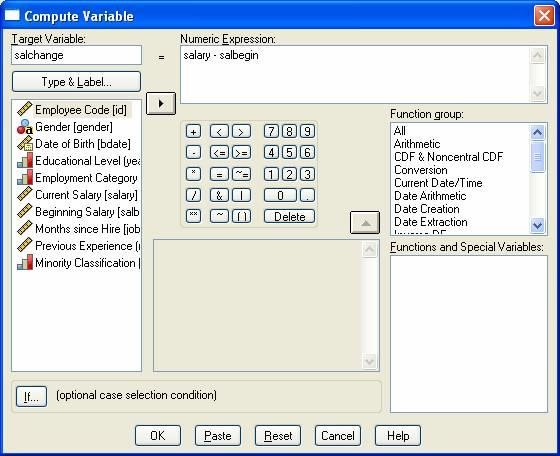 Compute Variable
Target Variable:
salchange
=
Numeric Expression:
salary - salbegin
Type & Label...
Employee Code [id]
Gender [gender]
Date of Birth [bdate]
Educational Level (yea
Employment Category
Current Salary [salary]
Beginning Salary [salb
Months since Hire [job
Previous Experience (m
Minority Classification [
+ < > 7 8 9
- <= >= 4 5 6
* = ~= 1 2 3
/ & | 0 .
** ~ ( ) Delete
Function group:
All
Arithmetic
CDF & Noncentral CDF
Conversion
Current Date/Time
Date Arithmetic
Date Creation
Date Extraction
Inverse DF
Functions and Special Variables:
If...
(optional case selection condition)
OK
Paste
Reset
Cancel
Help